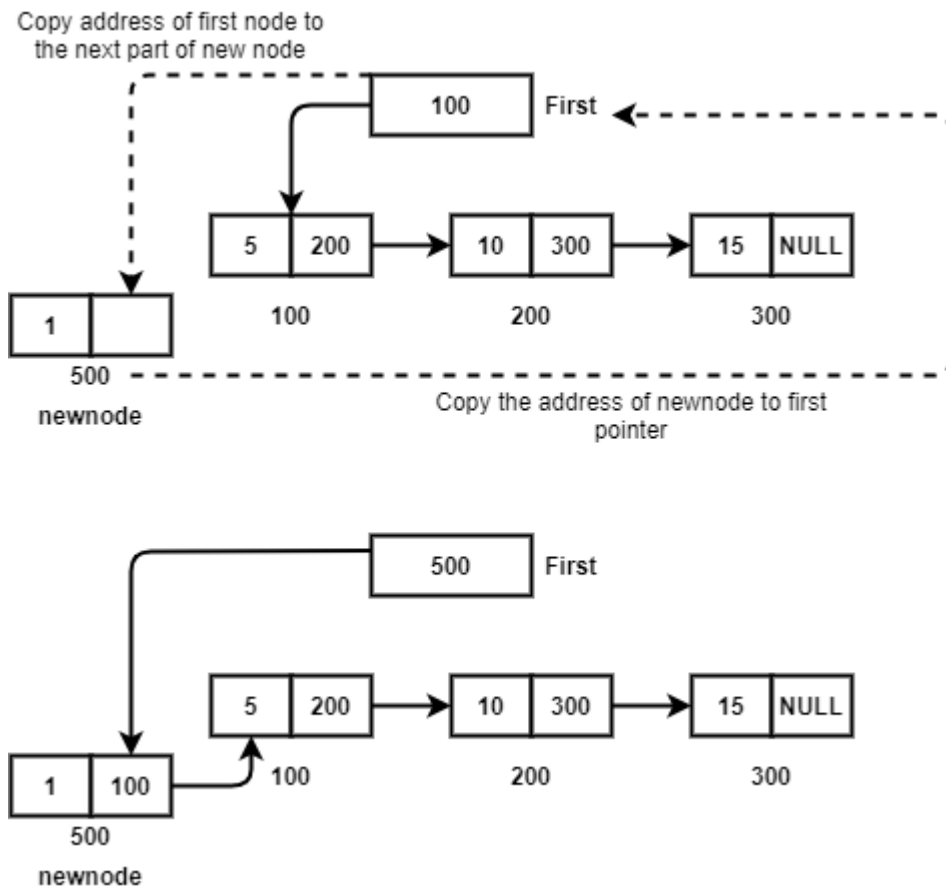 Copy address of first node to
the next part of new node
100 First
5 200 10 300 15 NULL
100 200 300
1
500
newnode
Copy the address of newnode to first
pointer
500 First
5 200 10 300 15 NULL
100 200 300
1 100
500
newnode